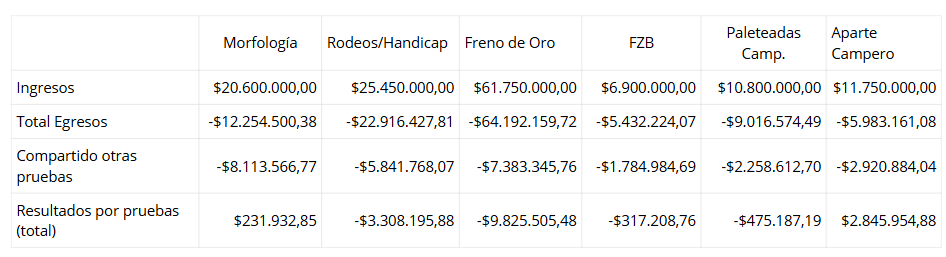 Morfología Rodeos/Handicap Freno de Oro FZB Paleteadas Camp. Aparte Campero
Ingresos $20.600.000,00 $25.450.000,00 $61.750.000,00 $6.900.000,00 $10.800.000,00 $11.750.000,00
Total Egresos -$12.254.500,38 -$22.916.427,81 -$64.192.159,72 -$5.432.224,07 -$9.016.574,49 -$5.983.161,08
Compartido otras pruebas -$8.113.566,77 -$5.841.768,07 -$7.383.345,76 -$1.784.984,69 -$2.258.612,70 -$2.920.884,04
Resultados por pruebas (total) $231.932,85 -$3.308.195,88 -$9.825.505,48 -$317.208,76 -$475.187,19 $2.845.954,88